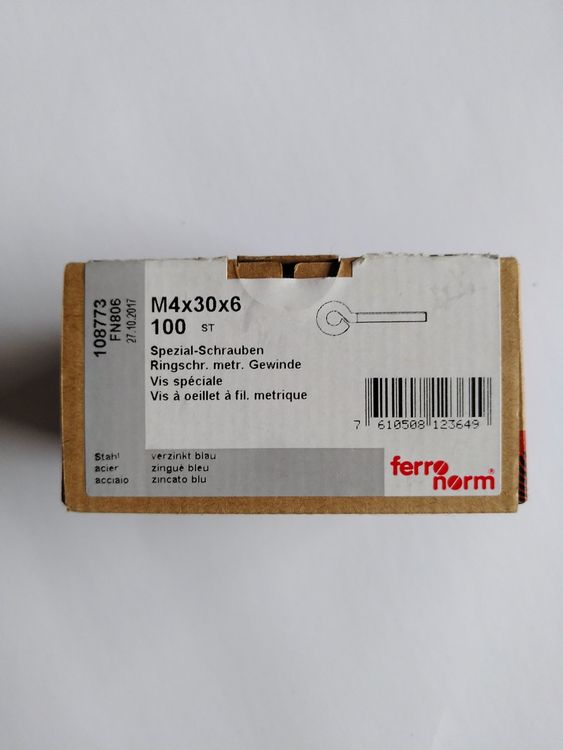 108773
FN806
27.10.2017
M4x30x6
100 ST
Spezial-Schrauben
Ringschr. metr. Gewinde
Vis spéciale
Vis à oeillet à fil. metrique
7 610508 123649
Stahl verzinkt blau
acier zingué bleu
acciaio zincato blu
ferro
norm®